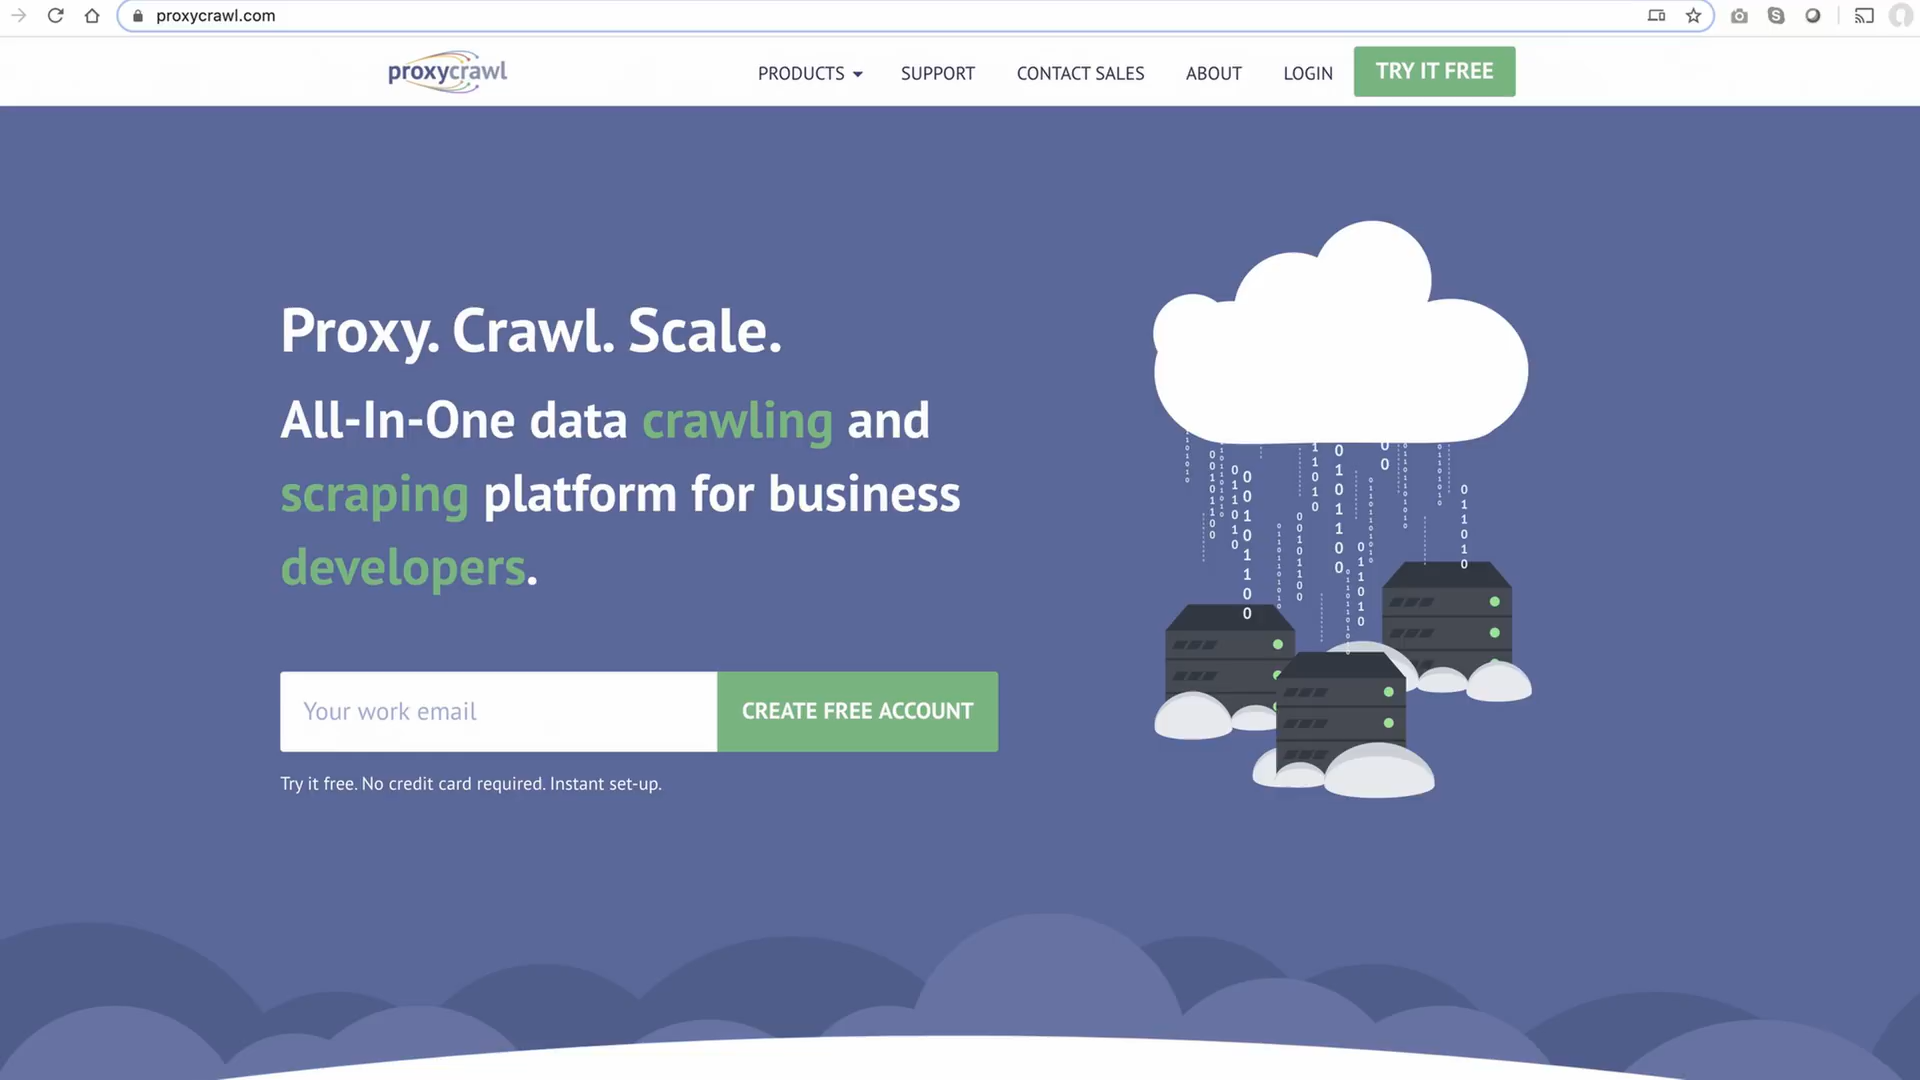 proxycrawl.com
proxycrawl
PRODUCTS
SUPPORT
CONTACT SALES
ABOUT
LOGIN
TRY IT FREE
Proxy. Crawl. Scale.
All-In-One data crawling and
scraping platform for business
developers.
Your work email
CREATE FREE ACCOUNT
Try it free. No credit card required. Instant set-up.